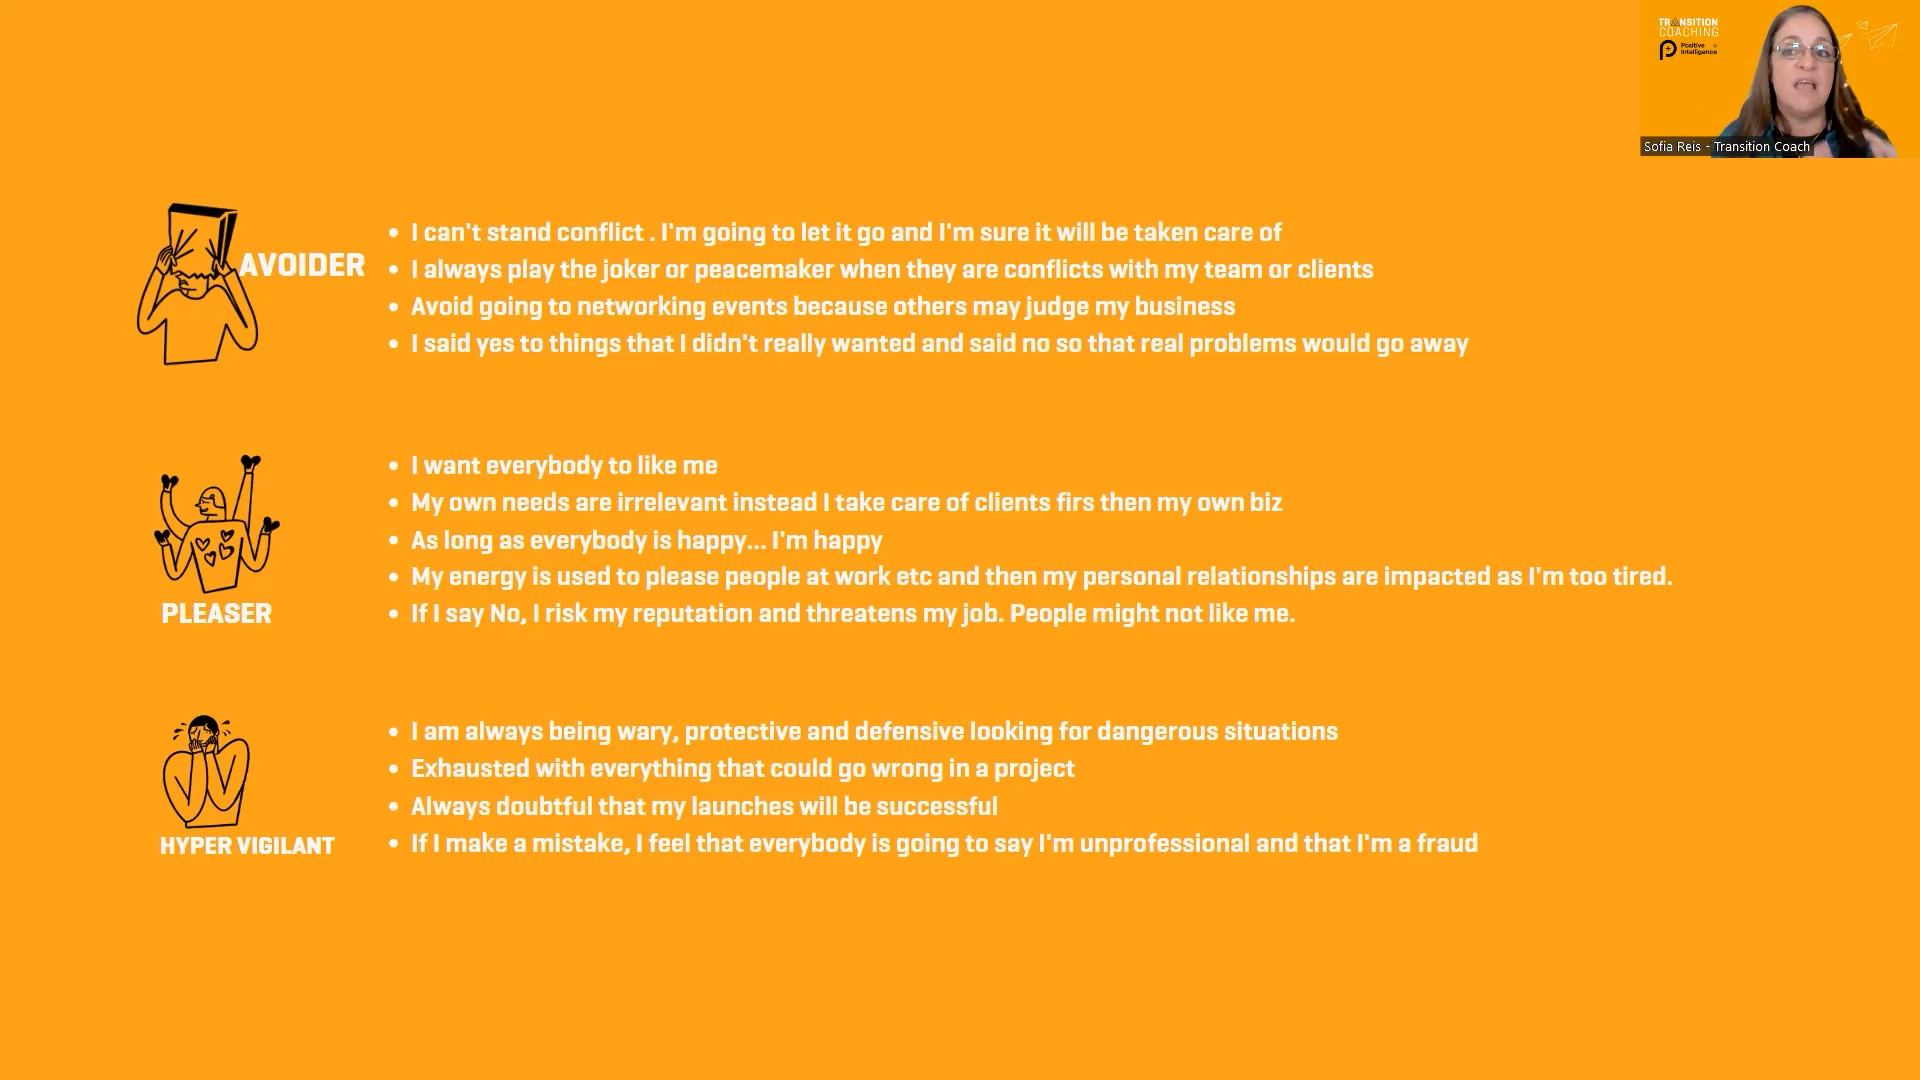 TRANSITION
COACHING
Positive
Intelligence
Sofia Reis - Transition Coach
AVOIDER
• I can't stand conflict . I'm going to let it go and I'm sure it will be taken care of
• I always play the joker or peacemaker when they are conflicts with my team or clients
• Avoid going to networking events because others may judge my business
• I said yes to things that I didn't really wanted and said no so that real problems would go away
PLEASER
• I want everybody to like me
• My own needs are irrelevant instead I take care of clients firs then my own biz
• As long as everybody is happy... I'm happy
• My energy is used to please people at work etc and then my personal relationships are impacted as I'm too tired.
• If I say No, I risk my reputation and threatens my job. People might not like me.
HYPER VIGILANT
• I am always being wary, protective and defensive looking for dangerous situations
• Exhausted with everything that could go wrong in a project
• Always doubtful that my launches will be successful
• If I make a mistake, I feel that everybody is going to say I'm unprofessional and that I'm a fraud